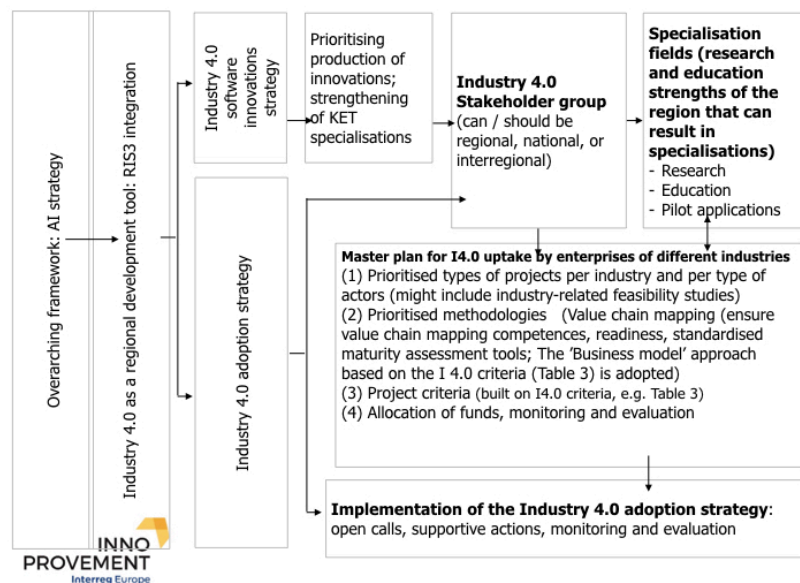 Overarching framework: AI strategy
Industry 4.0 as a regional development tool: RIS3 integration
Industry 4.0
software
innovations
strategy
Prioritising
production of
innovations;
strengthening
of KET
specialisations
Industry 4.0
Stakeholder group
(can / should be
regional, national, or
interregional)
Specialisation
fields (research
and education
strengths of the
region that can
result in
specialisations)
- Research
- Education
- Pilot applications
Industry 4.0 adoption strategy
Master plan for I4.0 uptake by enterprises of different industries
(1) Prioritised types of projects per industry and per type of
actors (might include industry-related feasibility studies)
(2) Prioritised methodologies (Value chain mapping (ensure
value chain mapping competences, readiness, standardised
maturity assessment tools; The ’Business model’ approach
based on the I 4.0 criteria (Table 3) is adopted)
(3) Project criteria (built on I4.0 criteria, e.g. Table 3)
(4) Allocation of funds, monitoring and evaluation
Implementation of the Industry 4.0 adoption strategy:
open calls, supportive actions, monitoring and evaluation
INNO
PROVEMENT
Interreg Europe